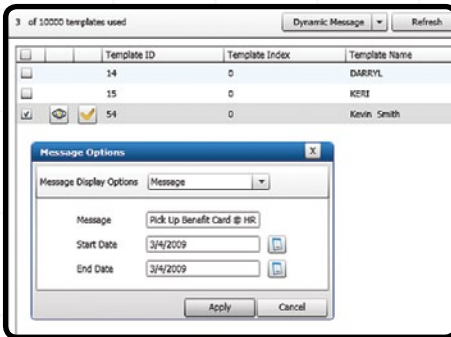 3 of 10000 templates used Dynamic Message Refresh
Template ID Template Index Template Name
14 0 DARRYL
15 0 KERI
54 0 Kevin Smith
Message Options X
Message Display Options Message
Message Pick Up Benefit Card @ HR
Start Date 3/4/2009
End Date 3/4/2009
Apply Cancel